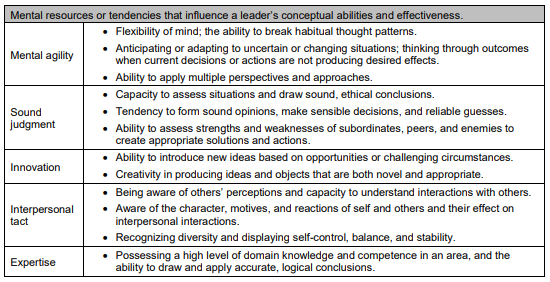 Mental resources or tendencies that influence a leader's conceptual abilities and effectiveness.
Mental agility
• Flexibility of mind; the ability to break habitual thought patterns.
• Anticipating or adapting to uncertain or changing situations; thinking through outcomes
when current decisions or actions are not producing desired effects.
• Ability to apply multiple perspectives and approaches.
Sound
judgment
• Capacity to assess situations and draw sound, ethical conclusions.
• Tendency to form sound opinions, make sensible decisions, and reliable guesses.
• Ability to assess strengths and weaknesses of subordinates, peers, and enemies to
create appropriate solutions and actions.
Innovation
• Ability to introduce new ideas based on opportunities or challenging circumstances.
• Creativity in producing ideas and objects that are both novel and appropriate.
Interpersonal
tact
• Being aware of others' perceptions and capacity to understand interactions with others.
• Aware of the character, motives, and reactions of self and others and their effect on
interpersonal interactions.
• Recognizing diversity and displaying self-control, balance, and stability.
Expertise
• Possessing a high level of domain knowledge and competence in an area, and the
ability to draw and apply accurate, logical conclusions.